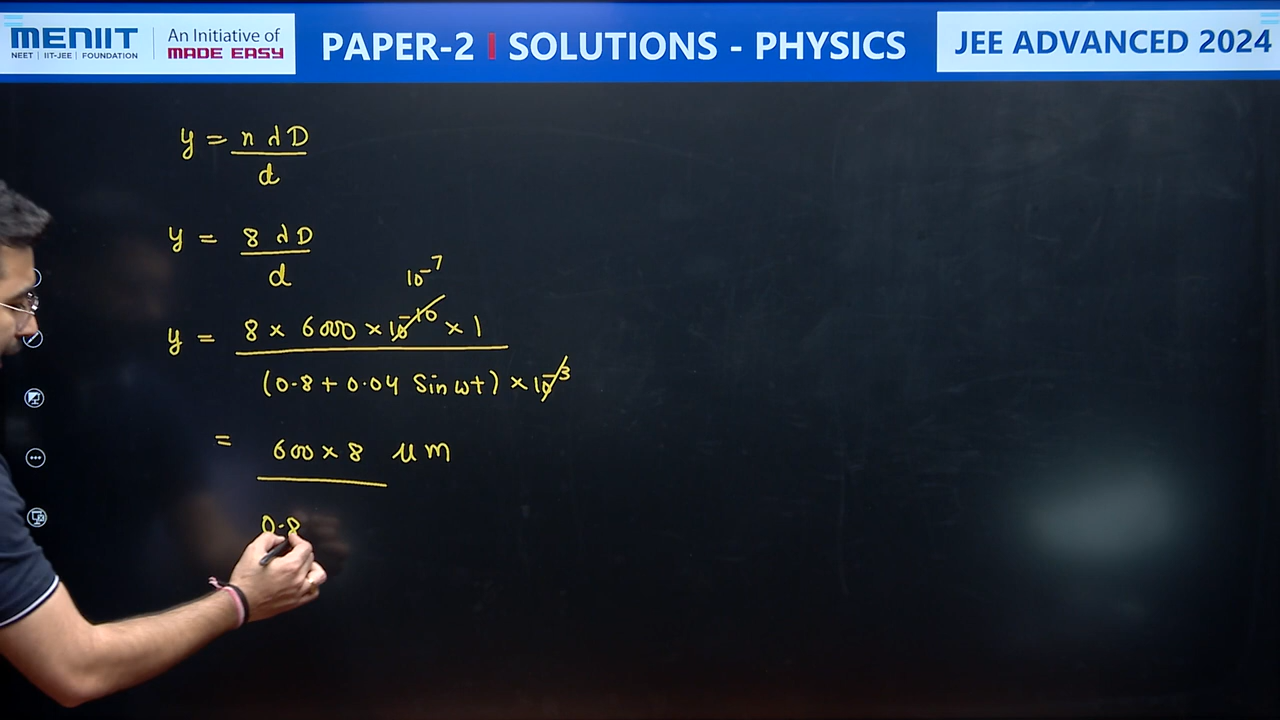 MENIIT
NEET | IIT-JEE | FOUNDATION
An Initiative of
MADE EASY
PAPER-2 | SOLUTIONS - PHYSICS
JEE ADVANCED 2024
y = nλD/d
y = 8λD/d
10⁻⁷
y = 8 × 6000 × 10⁻¹⁰ × 1
(0.8 + 0.04 Sin ωt) × 10⁻³
= 600 × 8 μm
0.8